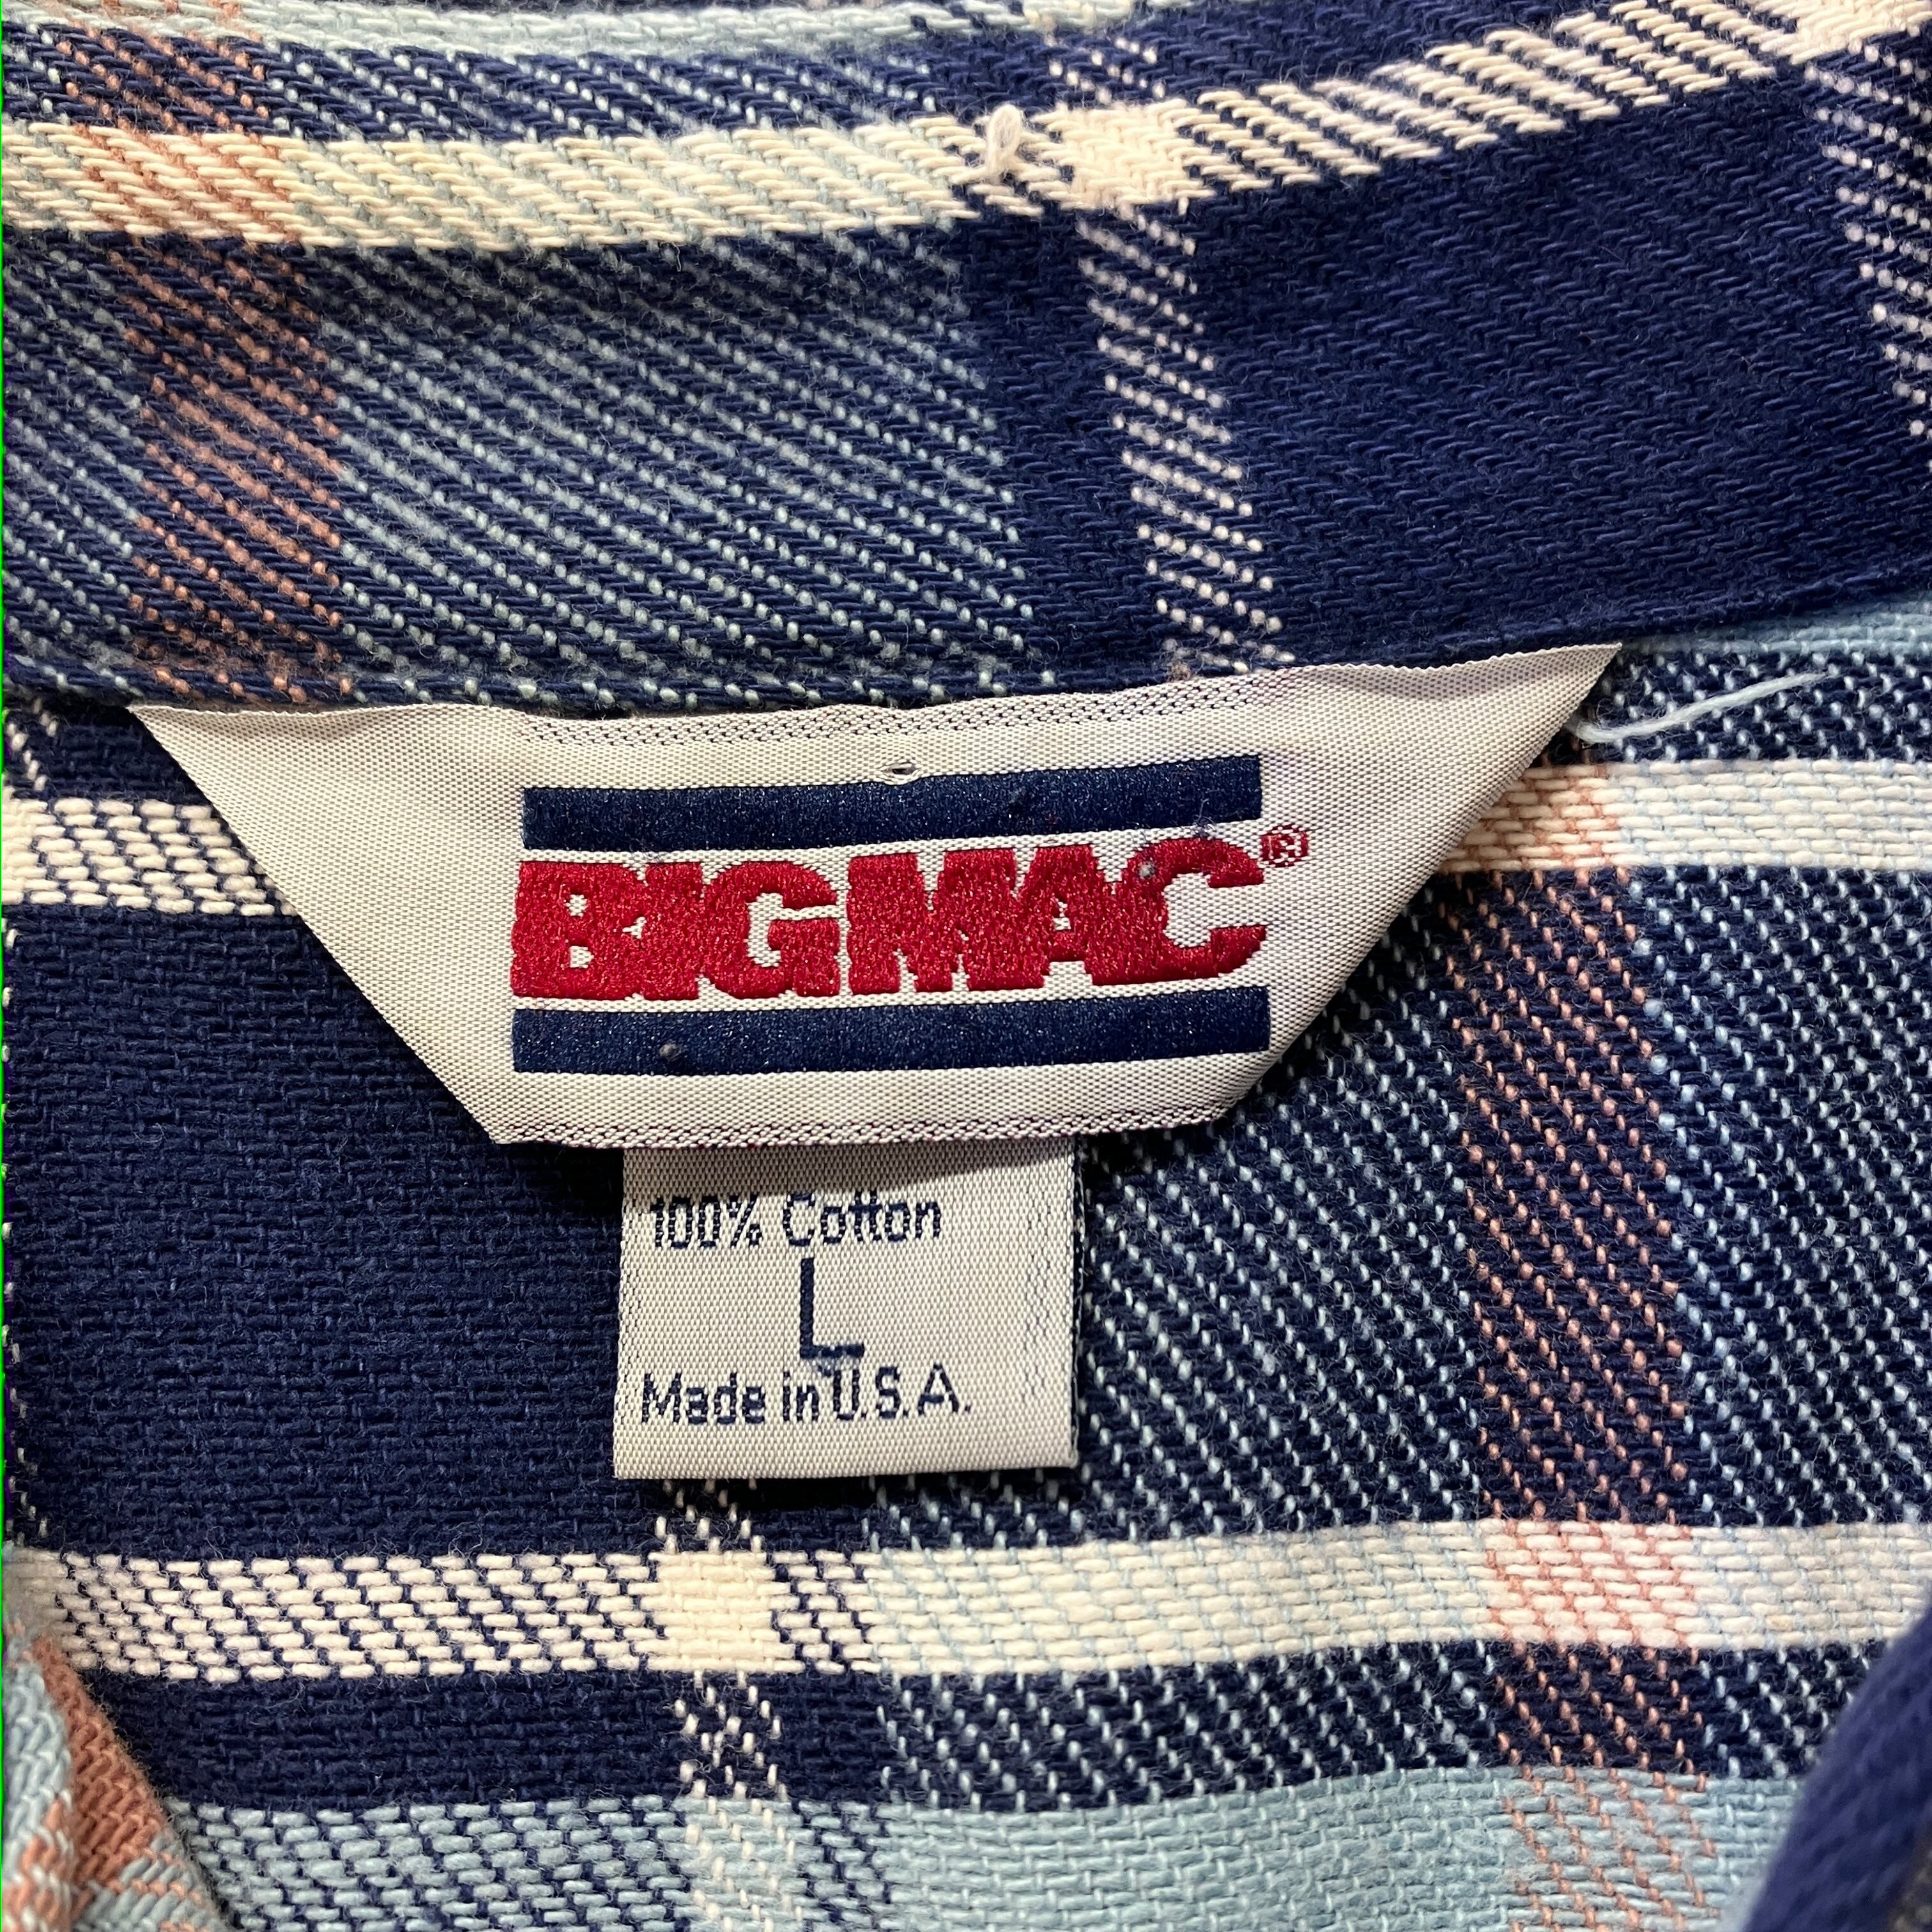 BIG MAC®
100% Cotton
L
Made in U.S.A.